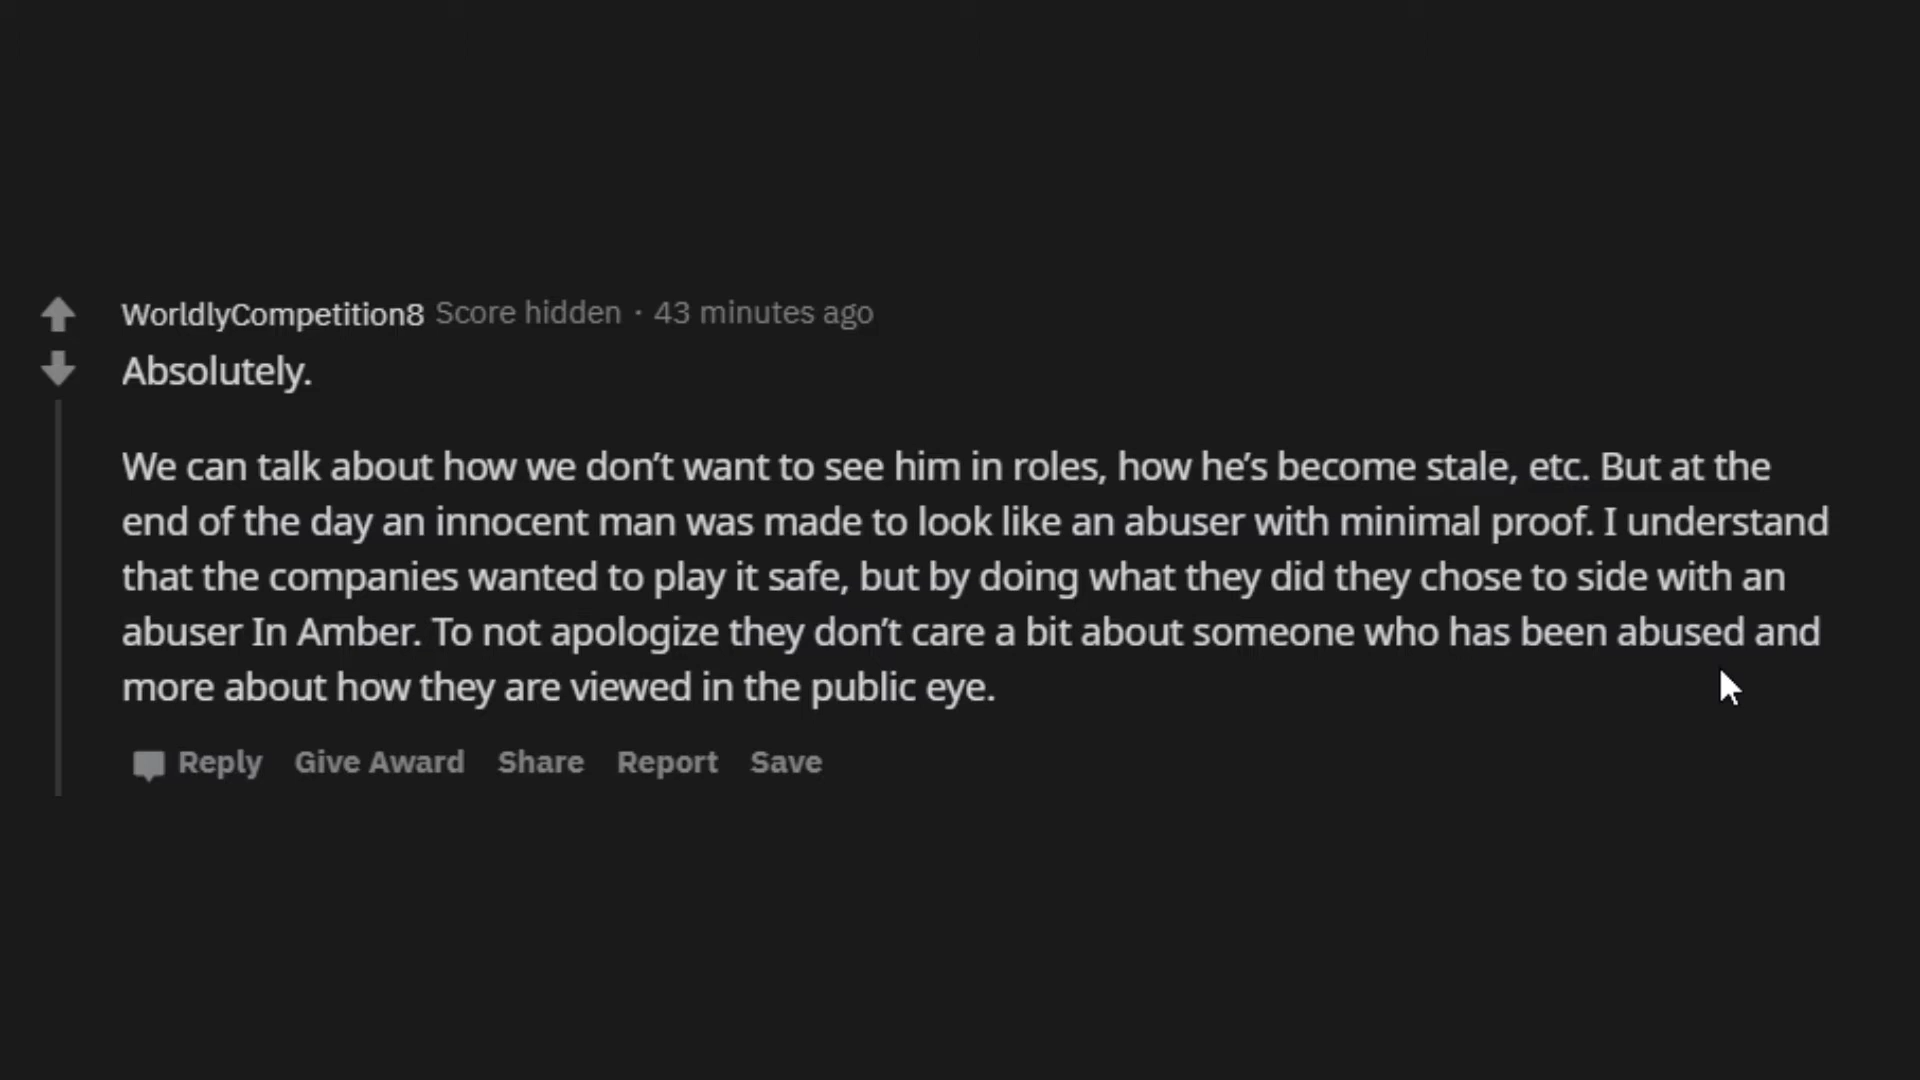 WorldlyCompetition8 Score hidden · 43 minutes ago
Absolutely.
We can talk about how we don’t want to see him in roles, how he’s become stale, etc. But at the
end of the day an innocent man was made to look like an abuser with minimal proof. I understand
that the companies wanted to play it safe, but by doing what they did they chose to side with an
abuser In Amber. To not apologize they don’t care a bit about someone who has been abused and
more about how they are viewed in the public eye.
Reply Give Award Share Report Save